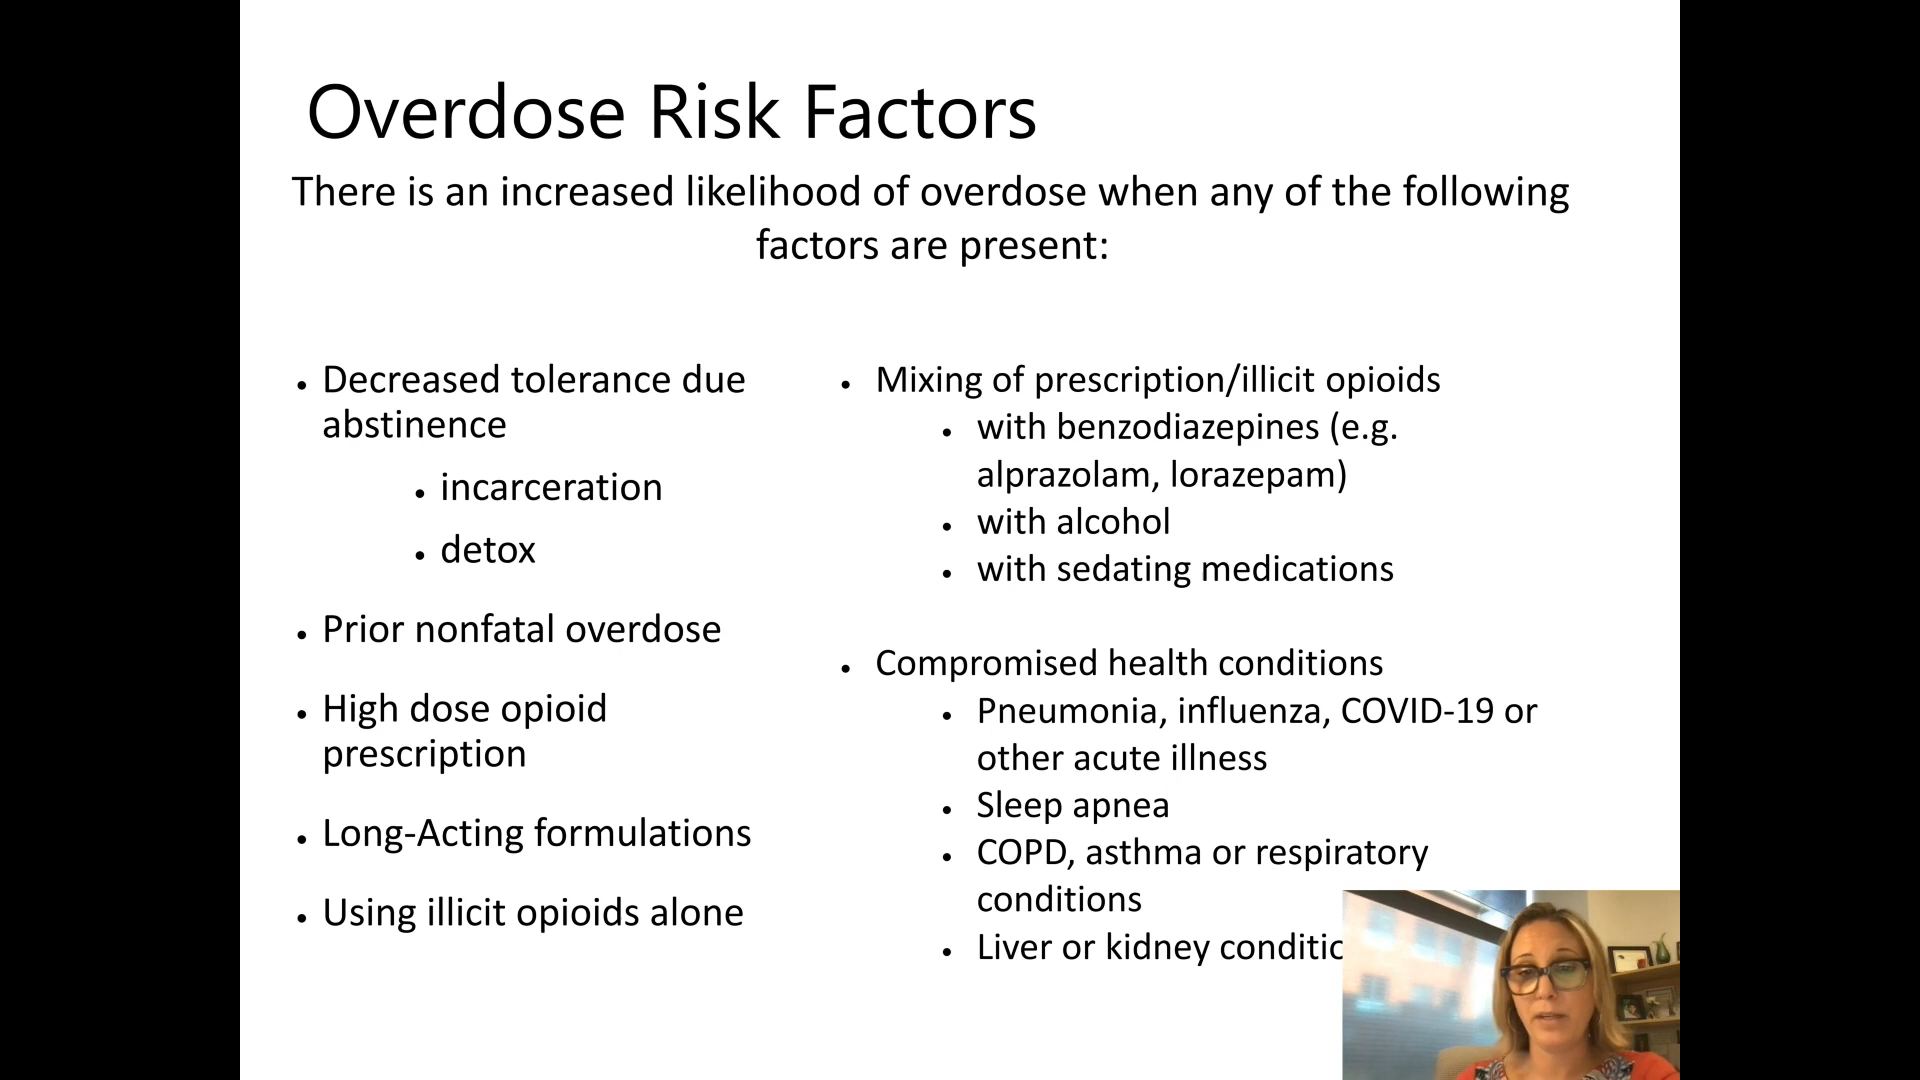 Overdose Risk Factors
There is an increased likelihood of overdose when any of the following
factors are present:
• Decreased tolerance due
abstinence
• incarceration
• detox
• Prior nonfatal overdose
• High dose opioid
prescription
• Long-Acting formulations
• Using illicit opioids alone
• Mixing of prescription/illicit opioids
• with benzodiazepines (e.g.
alprazolam, lorazepam)
• with alcohol
• with sedating medications
• Compromised health conditions
• Pneumonia, influenza, COVID-19 or
other acute illness
• Sleep apnea
• COPD, asthma or respiratory
conditions
• Liver or kidney